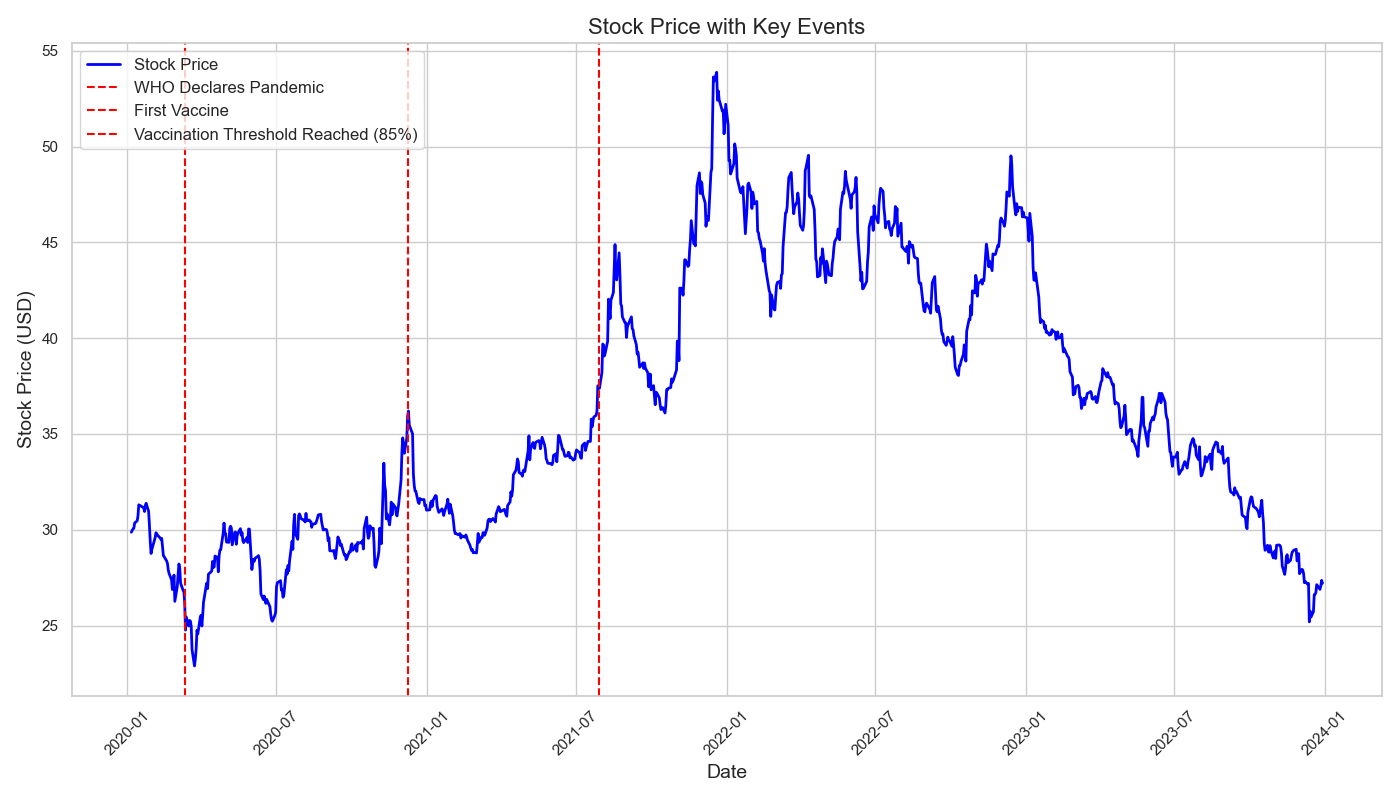 Stock Price with Key Events
Stock Price
WHO Declares Pandemic
First Vaccine
Vaccination Threshold Reached (85%)
55
50
45
40
35
30
25
Stock Price (USD)
2020-01
2020-07
2021-01
2021-07
2022-01
2022-07
2023-01
2023-07
2024-01
Date